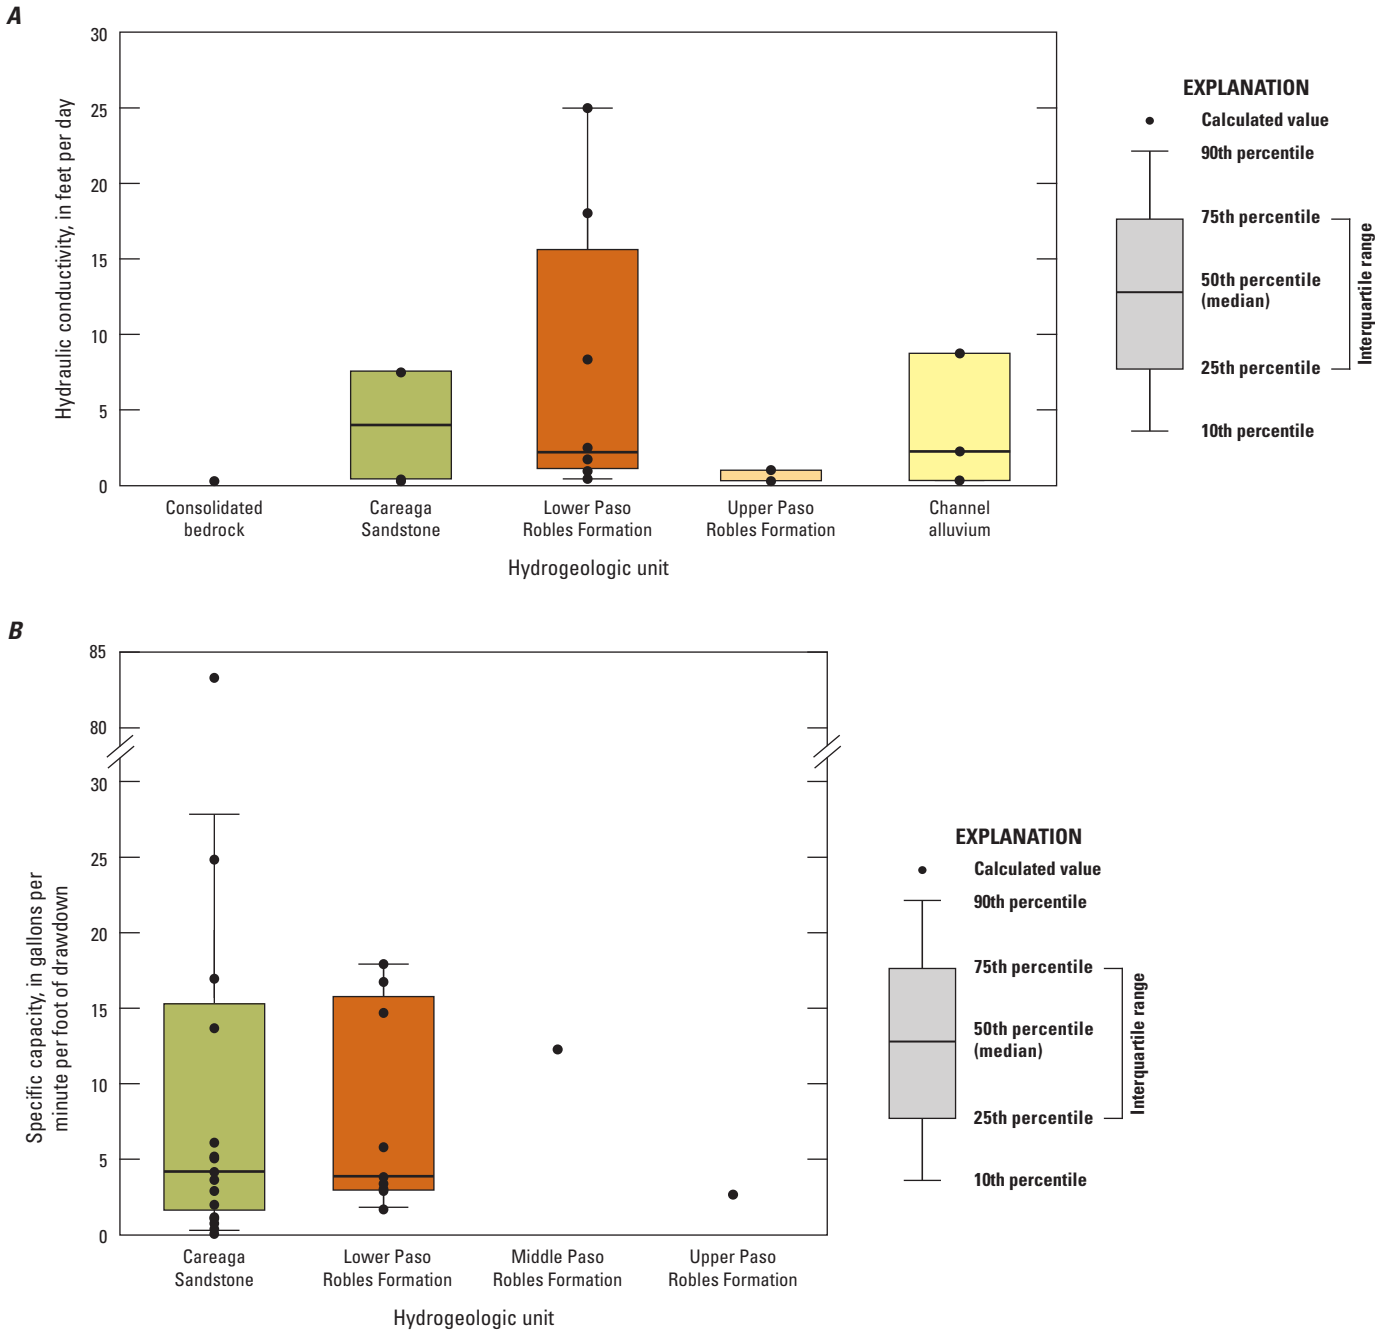 A
30
25
20
15
10
5
0
Hydraulic conductivity, in feet per day
Consolidated
bedrock
Careaga
Sandstone
Lower Paso
Robles Formation
Upper Paso
Robles Formation
Channel
alluvium
Hydrogeologic unit
EXPLANATION
Calculated value
90th percentile
75th percentile
50th percentile
(median)
25th percentile
10th percentile
Interquartile range
B
85
80
30
25
20
15
10
5
0
Specific capacity, in gallons per
minute per foot of drawdown
Careaga
Sandstone
Lower Paso
Robles Formation
Middle Paso
Robles Formation
Upper Paso
Robles Formation
Hydrogeologic unit
EXPLANATION
Calculated value
90th percentile
75th percentile
50th percentile
(median)
25th percentile
10th percentile
Interquartile range